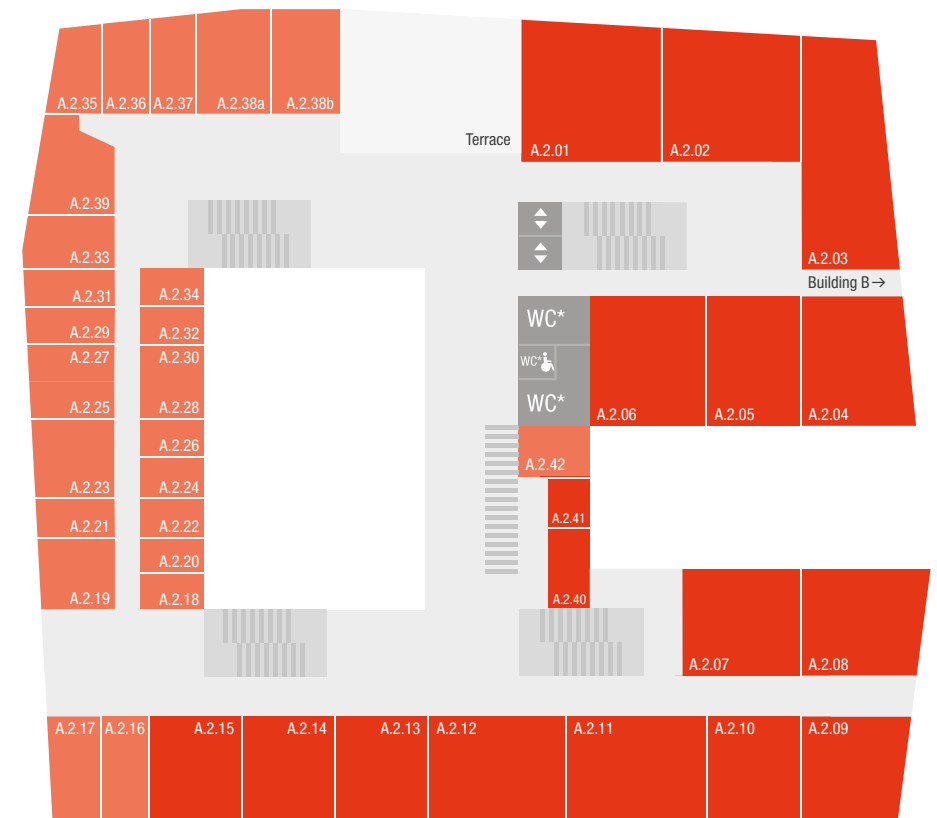 A.2.35
A.2.36
A.2.37
A.2.38a
A.2.38b
Terrace
A.2.01
A.2.02
A.2.03
Building B→
A.2.39
A.2.33
A.2.31
A.2.29
A.2.27
A.2.25
A.2.23
A.2.21
A.2.19
A.2.34
A.2.32
A.2.30
A.2.28
A.2.26
A.2.24
A.2.22
A.2.20
A.2.18
WC*
WC*
WC*
A.2.06
A.2.05
A.2.04
A.2.42
A.2.41
A.2.40
A.2.07
A.2.08
A.2.17
A.2.16
A.2.15
A.2.14
A.2.13
A.2.12
A.2.11
A.2.10
A.2.09